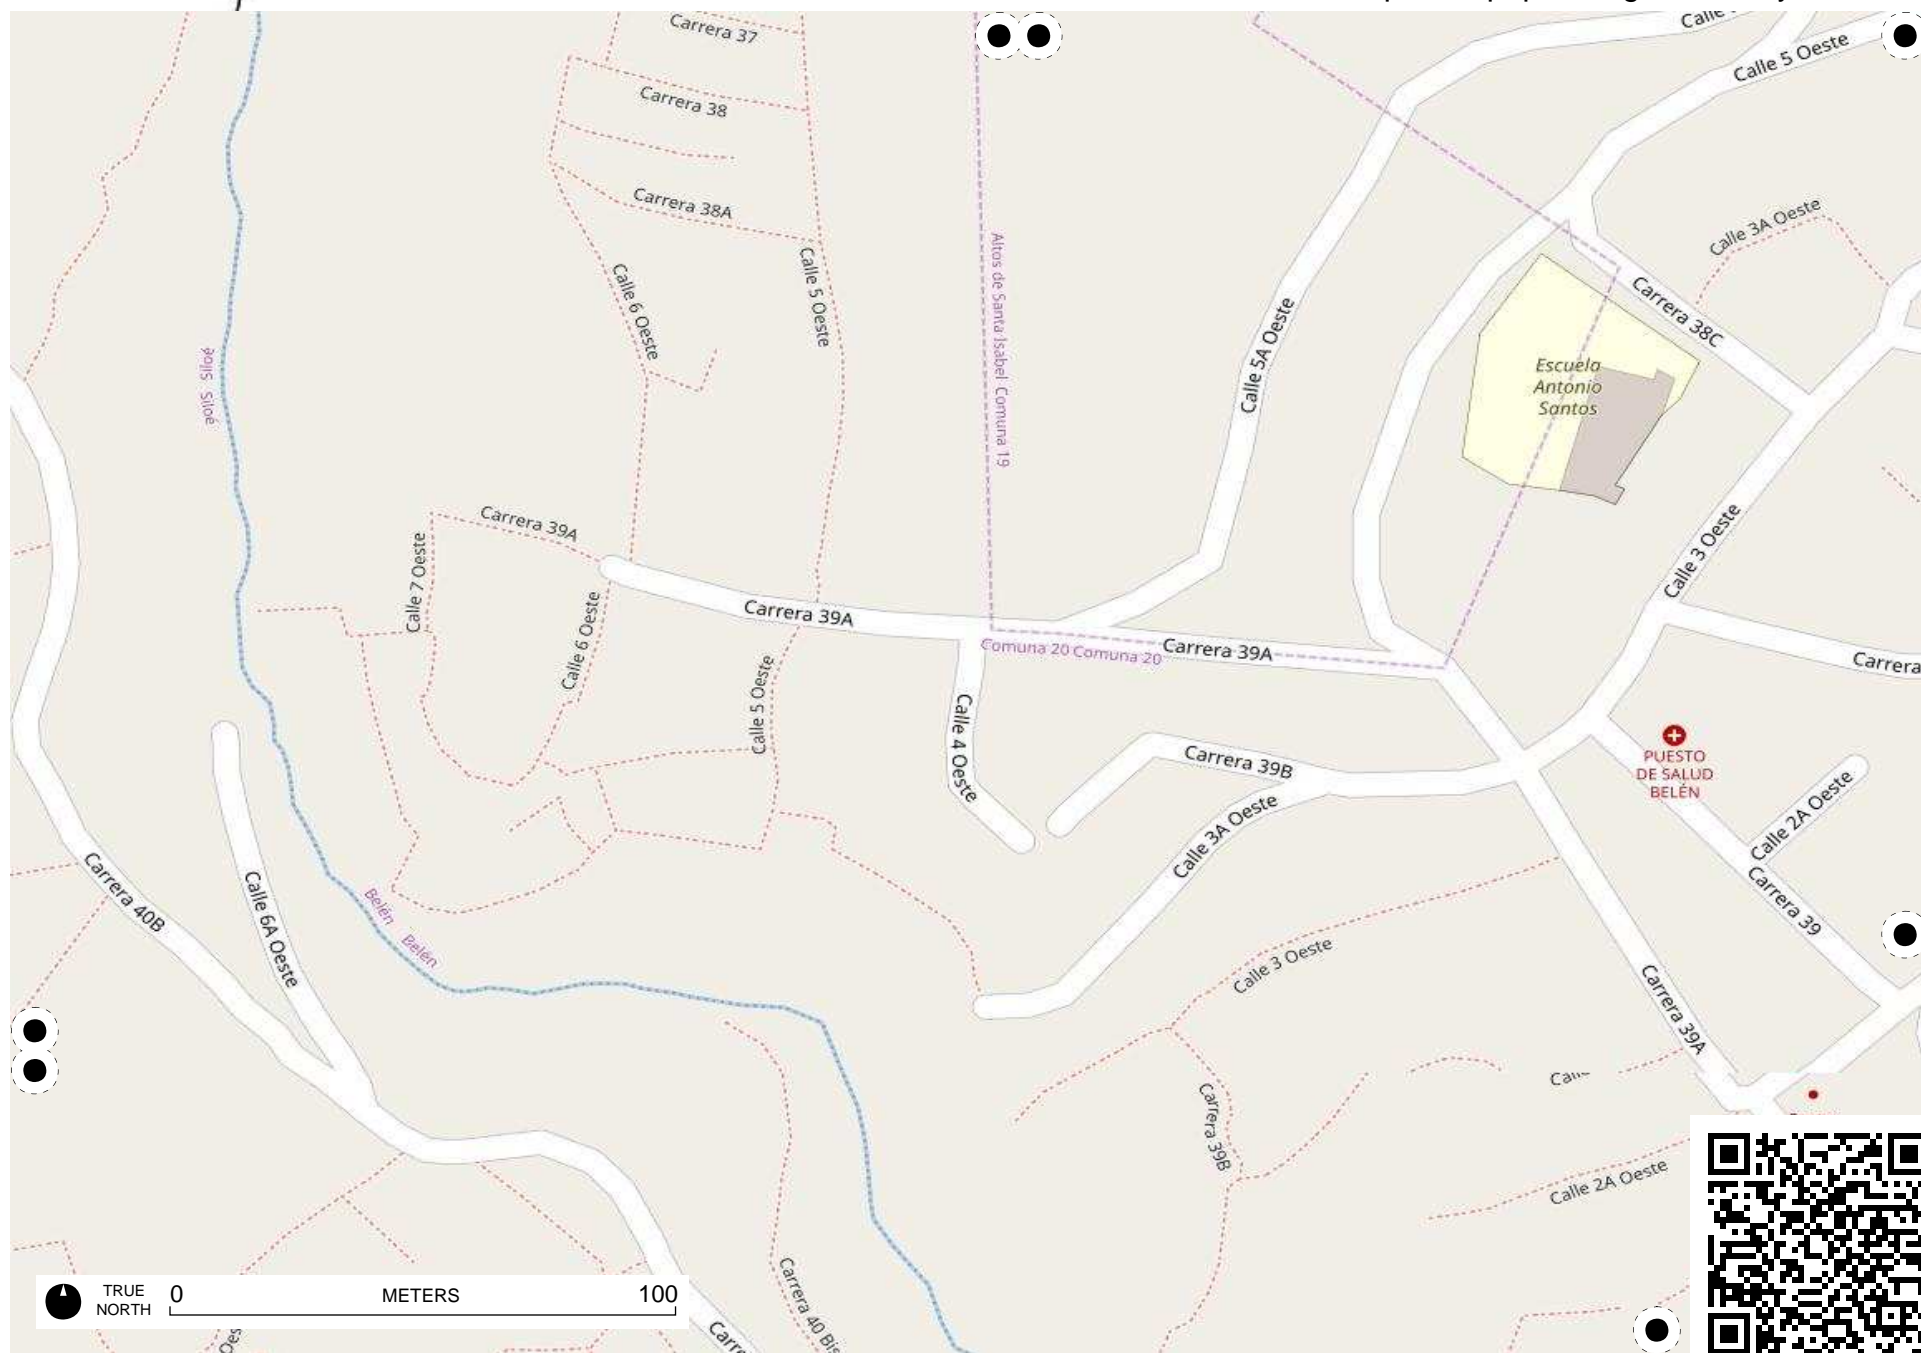 Carrera 37
Calle 5 Oeste
Carrera 38
Carrera 38A
Calle 3A Oeste
Calle 6 Oeste
Calle 5 Oeste
Altos de Santa Isabel Comuna 19
Calle 5A Oeste
Carrera 38C
Siloé Siloé
Escuela
Antonio
Santos
Carrera 39A
Calle 7 Oeste
Calle 3 Oeste
Calle 6 Oeste
Carrera 39A
Comuna 20 Comuna 20
Carrera 39A
Carrera
Calle 5 Oeste
Calle 4 Oeste
Carrera 39B
PUESTO
DE SALUD
BELÉN
Calle 2A Oeste
Calle 3A Oeste
Carrera 40B
Calle 6A Oeste
Carrera 39
Belén Belén
Calle 3 Oeste
Carrera 39A
Carrera 39B
Calle 2A Oeste
Carrera 40 Bis
TRUE
NORTH
0 METERS 100